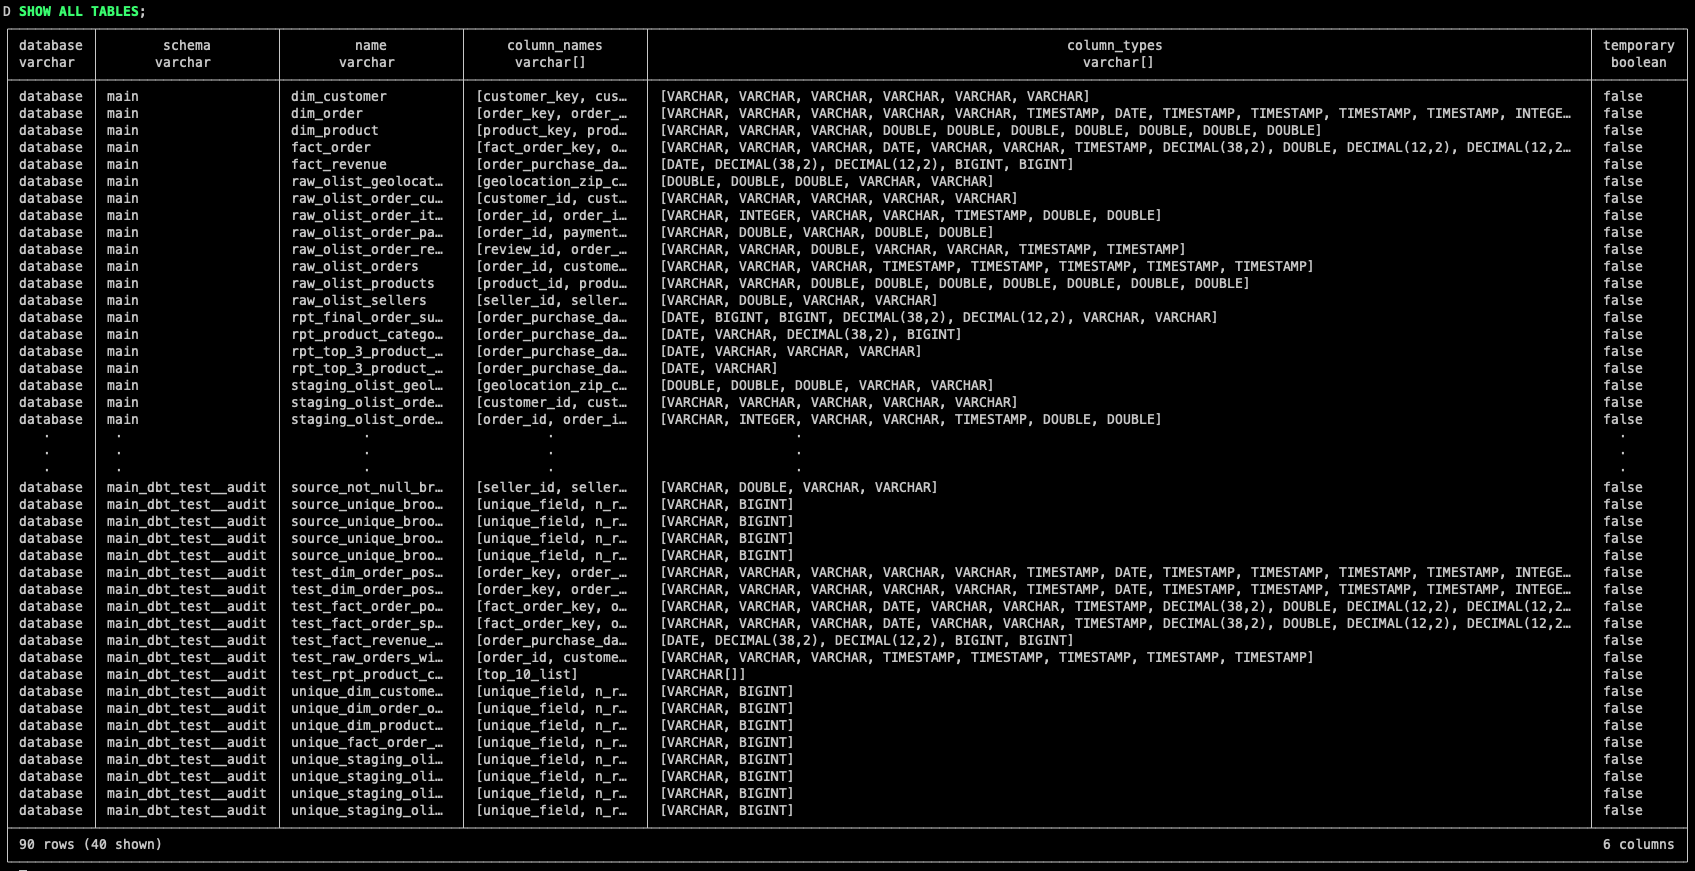 D SHOW ALL TABLES;
database schema name column_names column_types temporary
varchar varchar varchar varchar[] varchar[] boolean
database main dim_customer [customer_key, cus… [VARCHAR, VARCHAR, VARCHAR, VARCHAR, VARCHAR, VARCHAR] false
database main dim_order [order_key, order_… [VARCHAR, VARCHAR, VARCHAR, VARCHAR, VARCHAR, TIMESTAMP, DATE, TIMESTAMP, TIMESTAMP, TIMESTAMP, TIMESTAMP, INTEGE… false
database main dim_product [product_key, prod… [VARCHAR, VARCHAR, VARCHAR, DOUBLE, DOUBLE, DOUBLE, DOUBLE, DOUBLE, DOUBLE, DOUBLE] false
database main fact_order [fact_order_key, o… [VARCHAR, VARCHAR, VARCHAR, DATE, VARCHAR, VARCHAR, TIMESTAMP, DECIMAL(38,2), DOUBLE, DECIMAL(12,2), DECIMAL(12,2… false
database main fact_revenue [order_purchase_da… [DATE, DECIMAL(38,2), DECIMAL(12,2), BIGINT, BIGINT] false
database main raw_olist_geolocat… [geolocation_zip_c… [DOUBLE, DOUBLE, DOUBLE, VARCHAR, VARCHAR] false
database main raw_olist_order_cu… [customer_id, cust… [VARCHAR, VARCHAR, VARCHAR, VARCHAR, VARCHAR] false
database main raw_olist_order_it… [order_id, order_i… [VARCHAR, INTEGER, VARCHAR, VARCHAR, TIMESTAMP, DOUBLE, DOUBLE] false
database main raw_olist_order_pa… [order_id, payment… [VARCHAR, DOUBLE, VARCHAR, DOUBLE, DOUBLE] false
database main raw_olist_order_re… [review_id, order_… [VARCHAR, VARCHAR, DOUBLE, VARCHAR, VARCHAR, TIMESTAMP, TIMESTAMP] false
database main raw_olist_orders [order_id, custome… [VARCHAR, VARCHAR, VARCHAR, TIMESTAMP, TIMESTAMP, TIMESTAMP, TIMESTAMP, TIMESTAMP] false
database main raw_olist_products [product_id, produ… [VARCHAR, VARCHAR, DOUBLE, DOUBLE, DOUBLE, DOUBLE, DOUBLE, DOUBLE, DOUBLE] false
database main raw_olist_sellers [seller_id, seller… [VARCHAR, DOUBLE, VARCHAR, VARCHAR] false
database main rpt_final_order_su… [order_purchase_da… [DATE, BIGINT, BIGINT, DECIMAL(38,2), DECIMAL(12,2), VARCHAR, VARCHAR] false
database main rpt_product_catego… [order_purchase_da… [DATE, VARCHAR, DECIMAL(38,2), BIGINT] false
database main rpt_top_3_product_… [order_purchase_da… [DATE, VARCHAR, VARCHAR, VARCHAR] false
database main rpt_top_3_product_… [order_purchase_da… [DATE, VARCHAR] false
database main staging_olist_geol… [geolocation_zip_c… [DOUBLE, DOUBLE, DOUBLE, VARCHAR, VARCHAR] false
database main staging_olist_orde… [customer_id, cust… [VARCHAR, VARCHAR, VARCHAR, VARCHAR, VARCHAR] false
database main staging_olist_orde… [order_id, order_i… [VARCHAR, INTEGER, VARCHAR, VARCHAR, TIMESTAMP, DOUBLE, DOUBLE] false
· · · · · ·
· · · · · ·
· · · · · ·
database main_dbt_test__audit source_not_null_br… [seller_id, seller… [VARCHAR, DOUBLE, VARCHAR, VARCHAR] false
database main_dbt_test__audit source_unique_broo… [unique_field, n_r… [VARCHAR, BIGINT] false
database main_dbt_test__audit source_unique_broo… [unique_field, n_r… [VARCHAR, BIGINT] false
database main_dbt_test__audit source_unique_broo… [unique_field, n_r… [VARCHAR, BIGINT] false
database main_dbt_test__audit source_unique_broo… [unique_field, n_r… [VARCHAR, BIGINT] false
database main_dbt_test__audit test_dim_order_pos… [order_key, order_… [VARCHAR, VARCHAR, VARCHAR, VARCHAR, VARCHAR, TIMESTAMP, DATE, TIMESTAMP, TIMESTAMP, TIMESTAMP, TIMESTAMP, INTEGE… false
database main_dbt_test__audit test_dim_order_pos… [order_key, order_… [VARCHAR, VARCHAR, VARCHAR, VARCHAR, VARCHAR, TIMESTAMP, DATE, TIMESTAMP, TIMESTAMP, TIMESTAMP, TIMESTAMP, INTEGE… false
database main_dbt_test__audit test_fact_order_po… [fact_order_key, o… [VARCHAR, VARCHAR, VARCHAR, DATE, VARCHAR, VARCHAR, TIMESTAMP, DECIMAL(38,2), DOUBLE, DECIMAL(12,2), DECIMAL(12,2… false
database main_dbt_test__audit test_fact_order_sp… [fact_order_key, o… [VARCHAR, VARCHAR, VARCHAR, DATE, VARCHAR, VARCHAR, TIMESTAMP, DECIMAL(38,2), DOUBLE, DECIMAL(12,2), DECIMAL(12,2… false
database main_dbt_test__audit test_fact_revenue_… [order_purchase_da… [DATE, DECIMAL(38,2), DECIMAL(12,2), BIGINT, BIGINT] false
database main_dbt_test__audit test_raw_orders_wi… [order_id, custome… [VARCHAR, VARCHAR, VARCHAR, TIMESTAMP, TIMESTAMP, TIMESTAMP, TIMESTAMP, TIMESTAMP] false
database main_dbt_test__audit test_rpt_product_c… [top_10_list] [VARCHAR[]] false
database main_dbt_test__audit unique_dim_custome… [unique_field, n_r… [VARCHAR, BIGINT] false
database main_dbt_test__audit unique_dim_order_o… [unique_field, n_r… [VARCHAR, BIGINT] false
database main_dbt_test__audit unique_dim_product… [unique_field, n_r… [VARCHAR, BIGINT] false
database main_dbt_test__audit unique_fact_order_… [unique_field, n_r… [VARCHAR, BIGINT] false
database main_dbt_test__audit unique_staging_oli… [unique_field, n_r… [VARCHAR, BIGINT] false
database main_dbt_test__audit unique_staging_oli… [unique_field, n_r… [VARCHAR, BIGINT] false
database main_dbt_test__audit unique_staging_oli… [unique_field, n_r… [VARCHAR, BIGINT] false
database main_dbt_test__audit unique_staging_oli… [unique_field, n_r… [VARCHAR, BIGINT] false
90 rows (40 shown) 6 columns